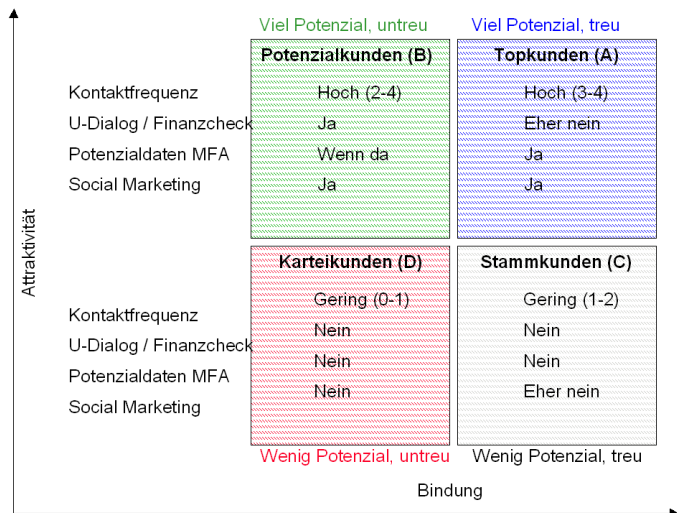 Viel Potenzial, untreu Viel Potenzial, treu
Potenzialkunden (B) Topkunden (A)
Kontaktfrequenz Hoch (2-4) Hoch (3-4)
U-Dialog / Finanzcheck Ja Eher nein
Potenzialdaten MFA Wenn da Ja
Social Marketing Ja Ja
Attraktivität
Karteikunden (D) Stammkunden (C)
Kontaktfrequenz Gering (0-1) Gering (1-2)
U-Dialog / Finanzcheck Nein Nein
Potenzialdaten MFA Nein Nein
Social Marketing Nein Eher nein
Wenig Potenzial, untreu Wenig Potenzial, treu
Bindung